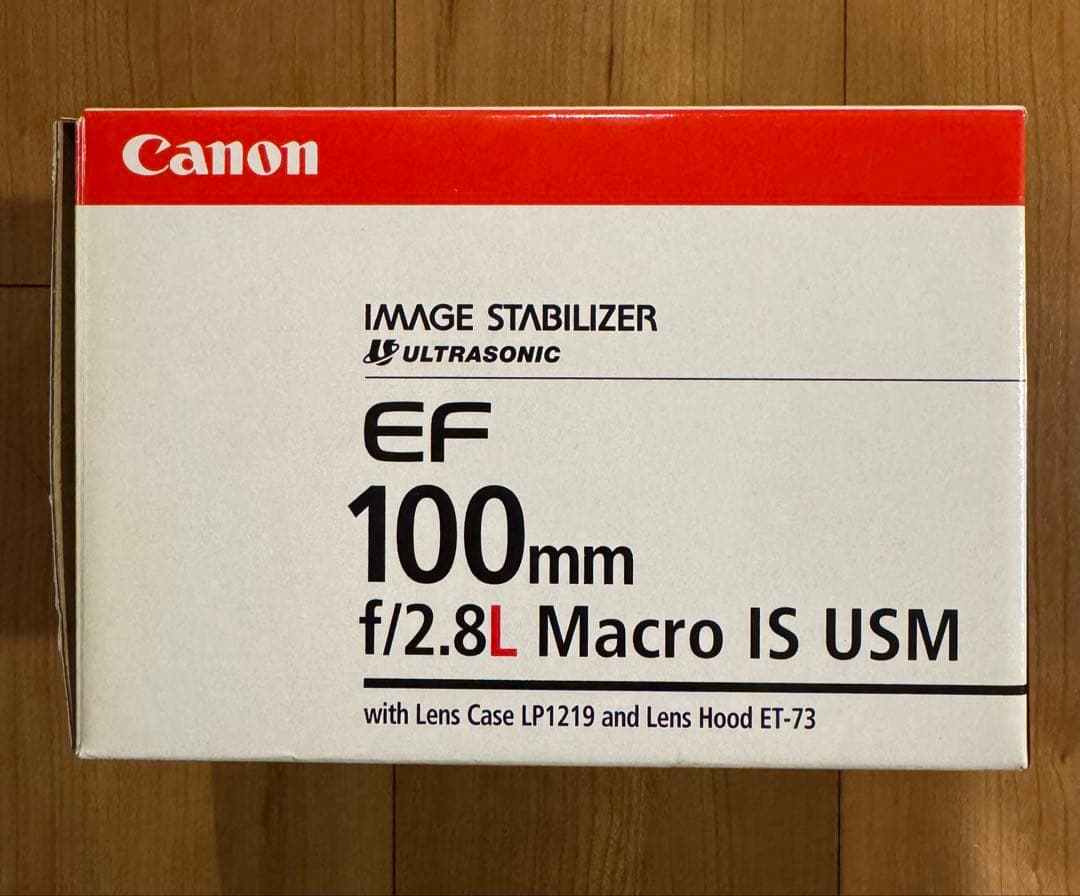 Canon
IMAGE STABILIZER
ULTRASONIC
EF
100mm
f/2.8L Macro IS USM
with Lens Case LP1219 and Lens Hood ET-73